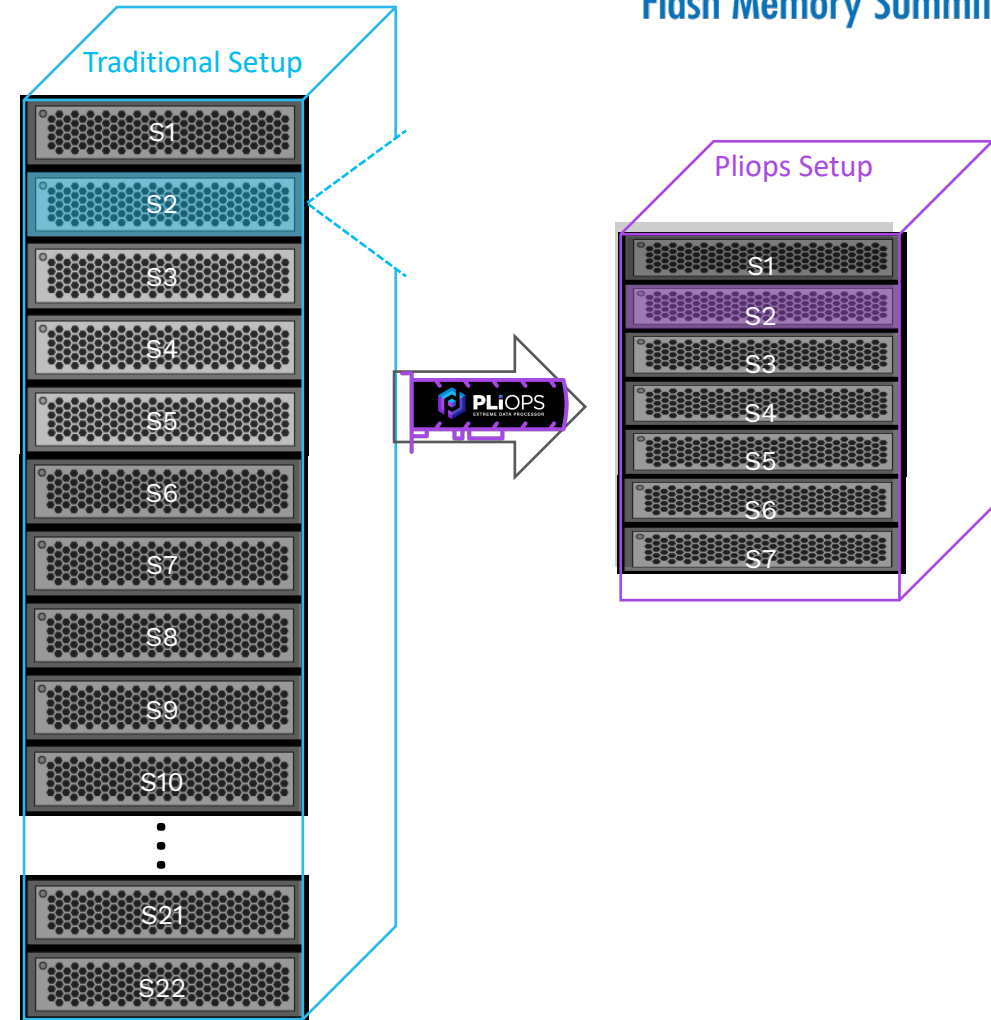 Flash Memory Summit
Traditional Setup
S1
S2
S3
S4
S5
S6
S7
S8
S9
S10
S21
S22
PLiOPS
EXTREME DATA PROCESSOR
Pliops Setup
S1
S2
S3
S4
S5
S6
S7